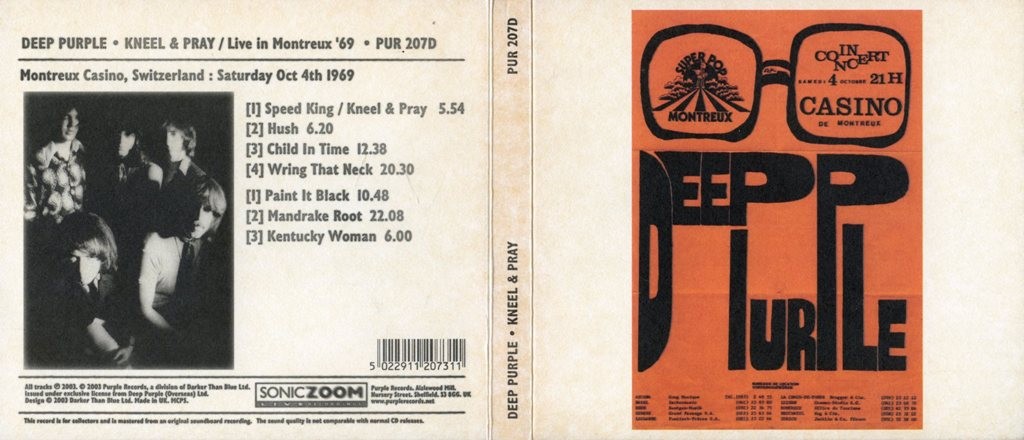 DEEP PURPLE • KNEEL & PRAY / Live in Montreux '69 • PUR 207D
Montreux Casino, Switzerland : Saturday Oct 4th 1969
[1] Speed King / Kneel & Pray 5.54
[2] Hush 6.20
[3] Child In Time 12.38
[4] Wring That Neck 20.30
[1] Paint It Black 10.48
[2] Mandrake Root 22.08
[3] Kentucky Woman 6.00
5 022911 207311
All tracks ℗ 2003. © 2003 Purple Records, a division of Darker Than Blue Ltd.
Issued under exclusive license from Deep Purple (Overseas) Ltd.
Design © 2003 Darker Than Blue Ltd. Made in UK. MCPS.
SONICZOOM
Purple Records. Aizlewood Mill,
Nursery Street. Sheffield. S3 8GG. UK
www.purplerecords.net
This record is for collectors and is mastered from an original soundboard recording. The sound quality is not comparable with normal CD releases.
PUR 207D
DEEP PURPLE • KNEEL & PRAY
SUPER POP
MONTREUX
IN
CONCERT
SAMEDI 4 OCTOBRE 21H
CASINO
DE MONTREUX
DEEP
PURPLE